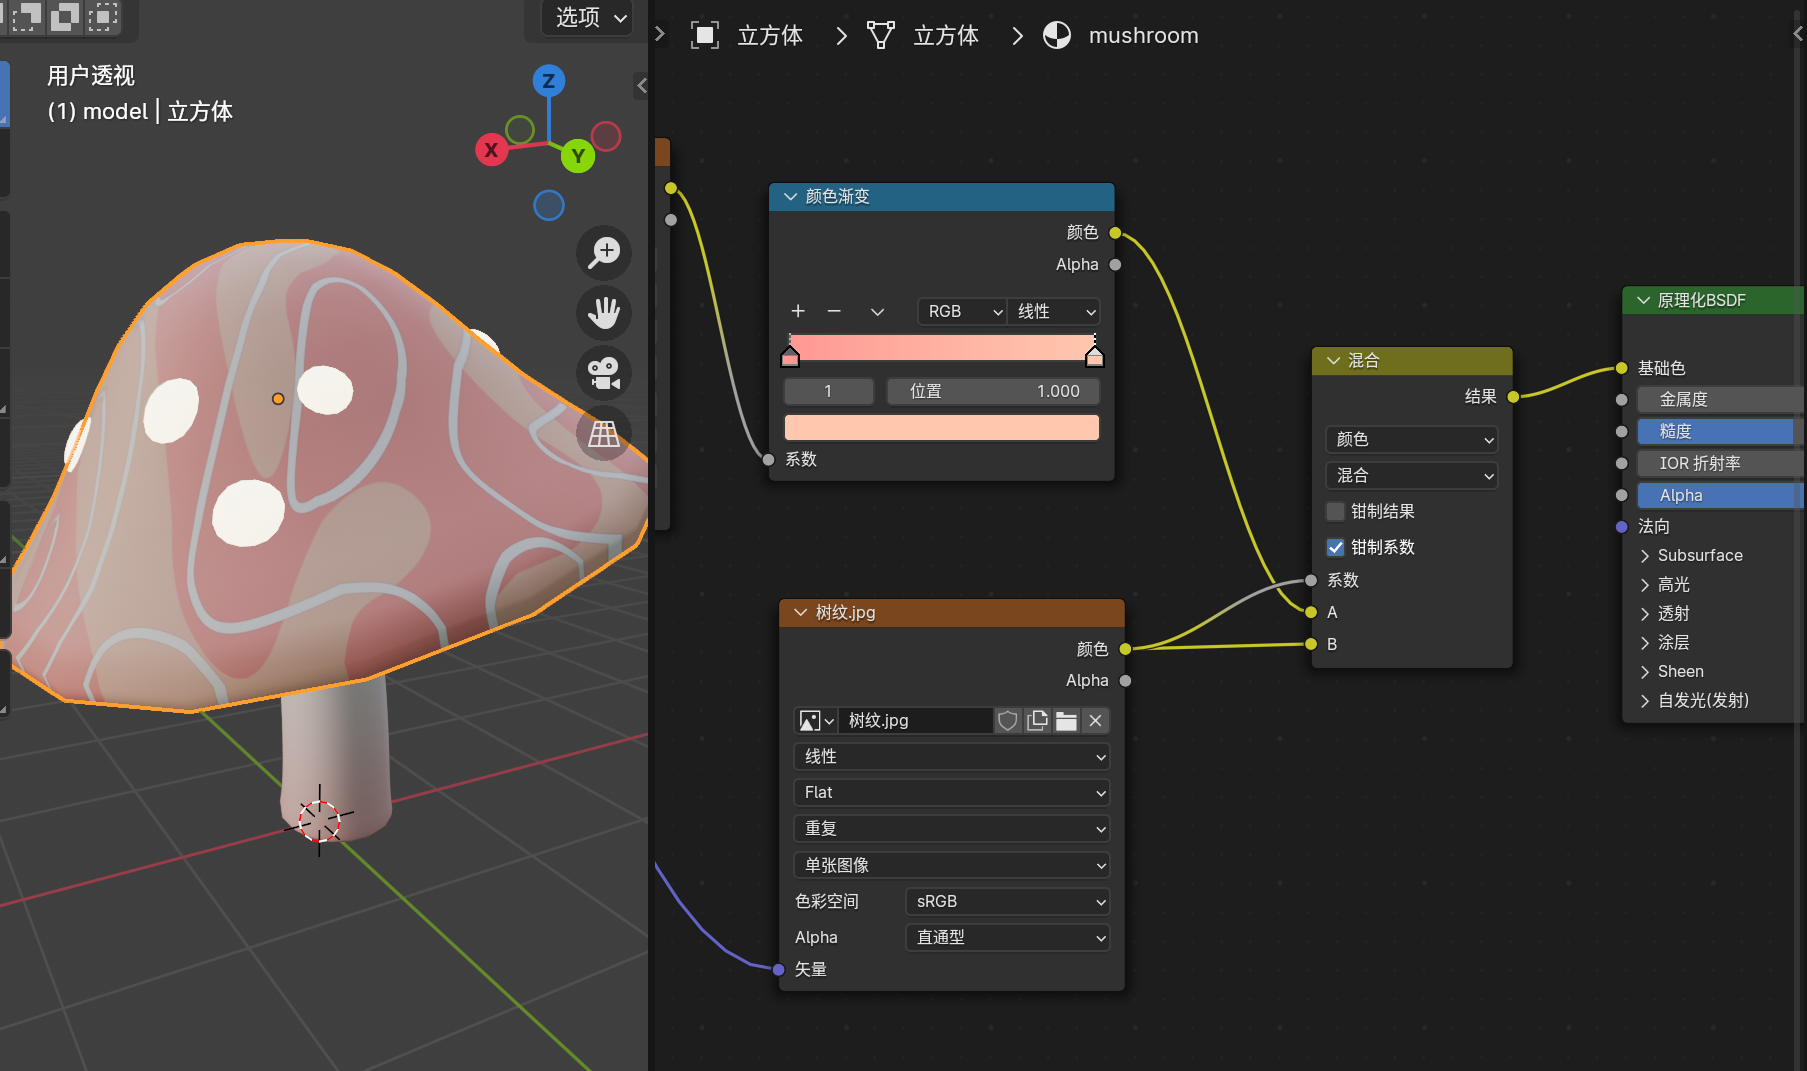 选项
立方体
立方体
mushroom
用户透视
(1) model | 立方体
Z
X
Y
颜色渐变
颜色
Alpha
RGB
线性
1
位置
1.000
系数
树纹.jpg
颜色
Alpha
树纹.jpg
线性
Flat
重复
单张图像
色彩空间
sRGB
Alpha
直通型
矢量
混合
结果
颜色
混合
钳制结果
钳制系数
系数
A
B
原理化BSDF
基础色
金属度
糙度
IOR 折射率
Alpha
法向
Subsurface
高光
透射
涂层
Sheen
自发光(发射)